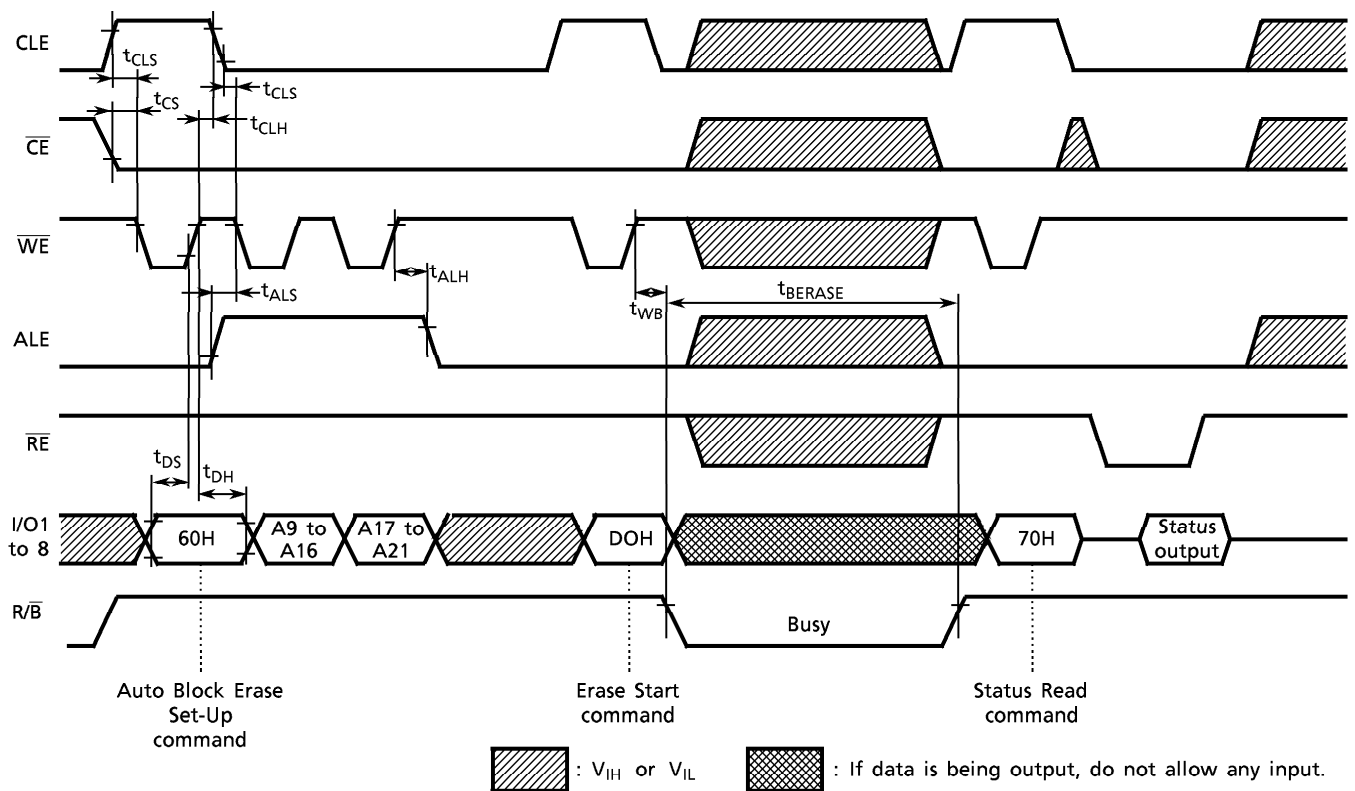 CLE
tCLS
tCLS
tCS
tCLH
CE
WE
tALH
tALS
tWB
tBERASE
ALE
RE
tDS
tDH
I/O1
to 8
60H
A9 to
A16
A17 to
A21
DOH
70H
Status
output
R/B
Busy
Auto Block Erase
Set-Up
command
Erase Start
command
Status Read
command
: VIH or VIL
: If data is being output, do not allow any input.